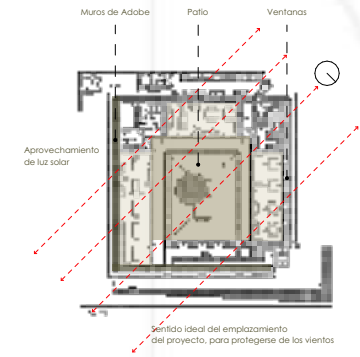 Muros de Adobe
Patio
Ventanas
Aprovechamiento
de luz solar
Sentido ideal del emplazamiento
del proyecto, para protegerse de los vientos